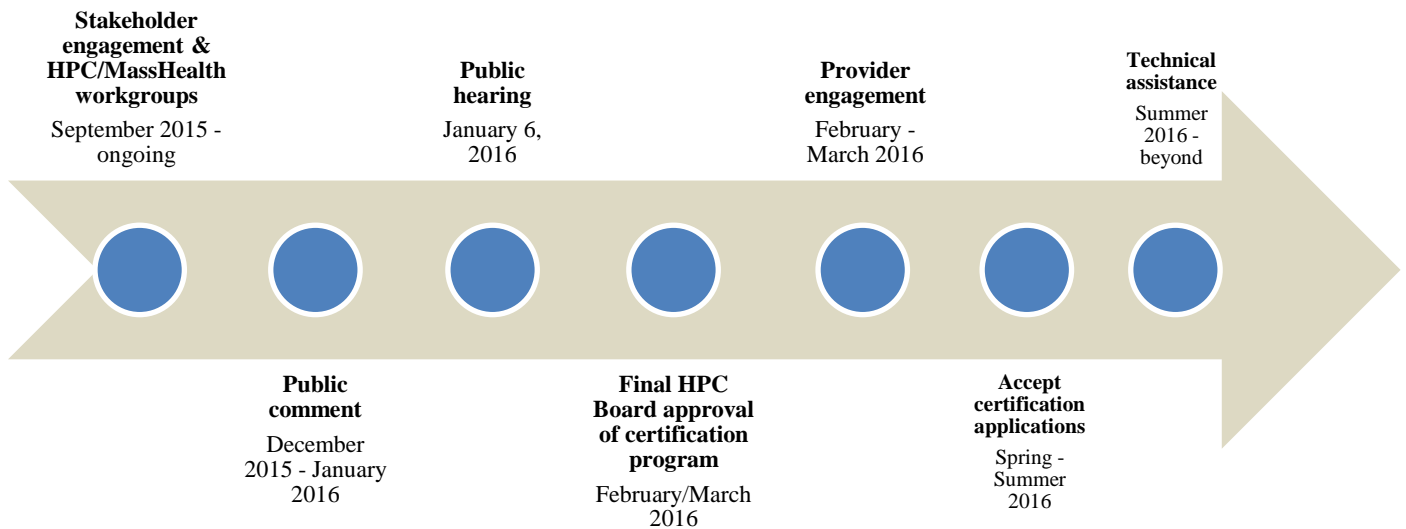 Stakeholder
engagement &
HPC/MassHealth
workgroups
September 2015 -
ongoing
Public
comment
December
2015 - January
2016
Public
hearing
January 6,
2016
Final HPC
Board approval
of certification
program
February/March
2016
Provider
engagement
February -
March 2016
Accept
certification
applications
Spring -
Summer
2016
Technical
assistance
Summer
2016 -
beyond